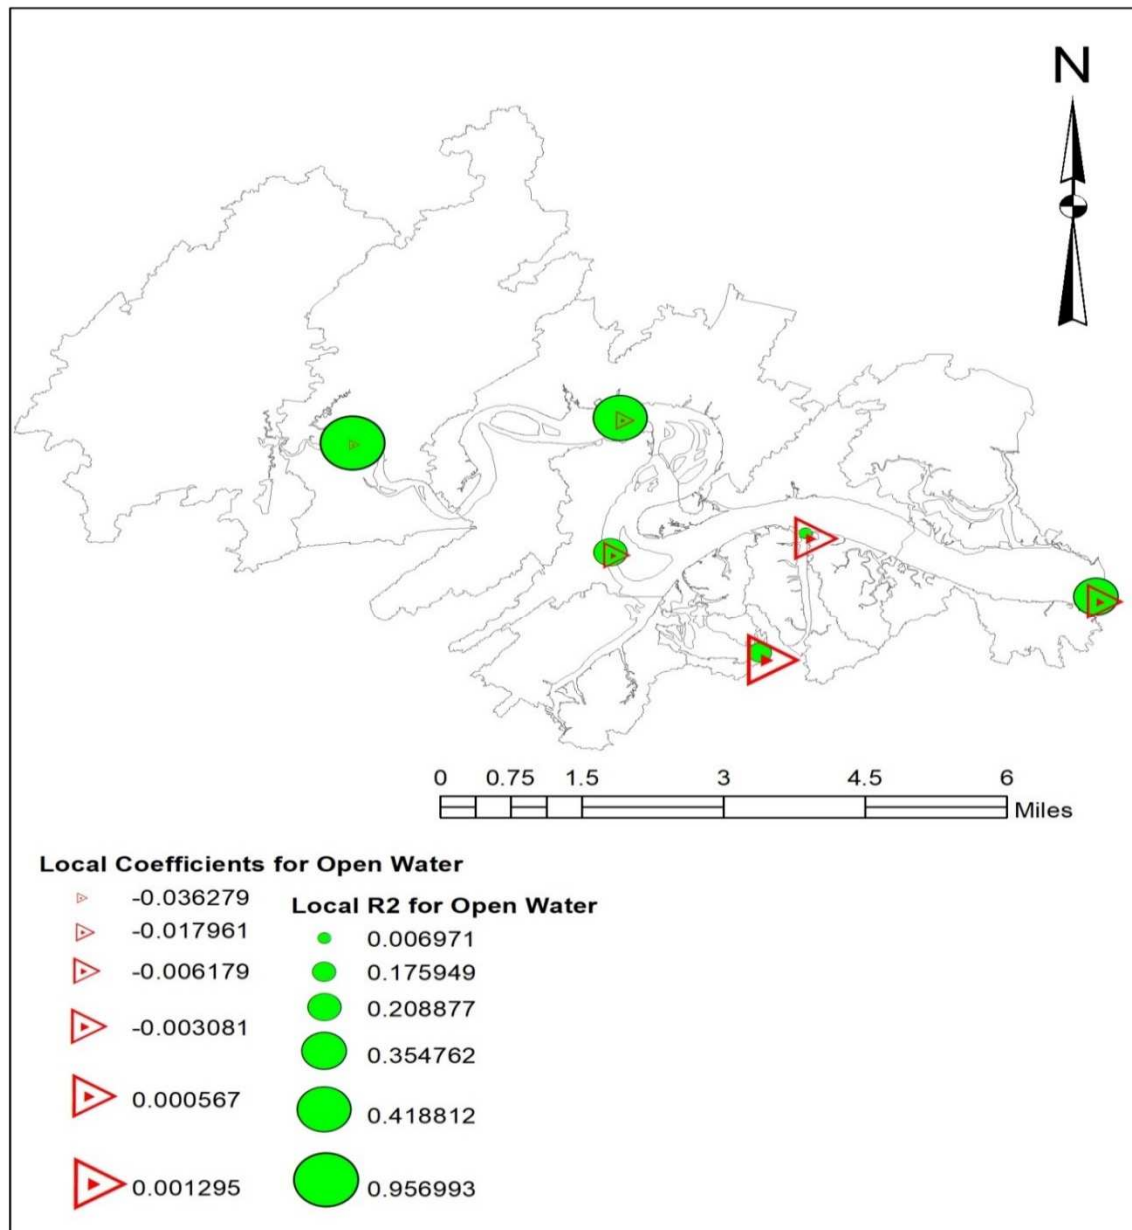 N
0 0.75 1.5 3 4.5 6
Miles
Local Coefficients for Open Water
-0.036279
-0.017961
-0.006179
-0.003081
0.000567
0.001295
Local R2 for Open Water
0.006971
0.175949
0.208877
0.354762
0.418812
0.956993